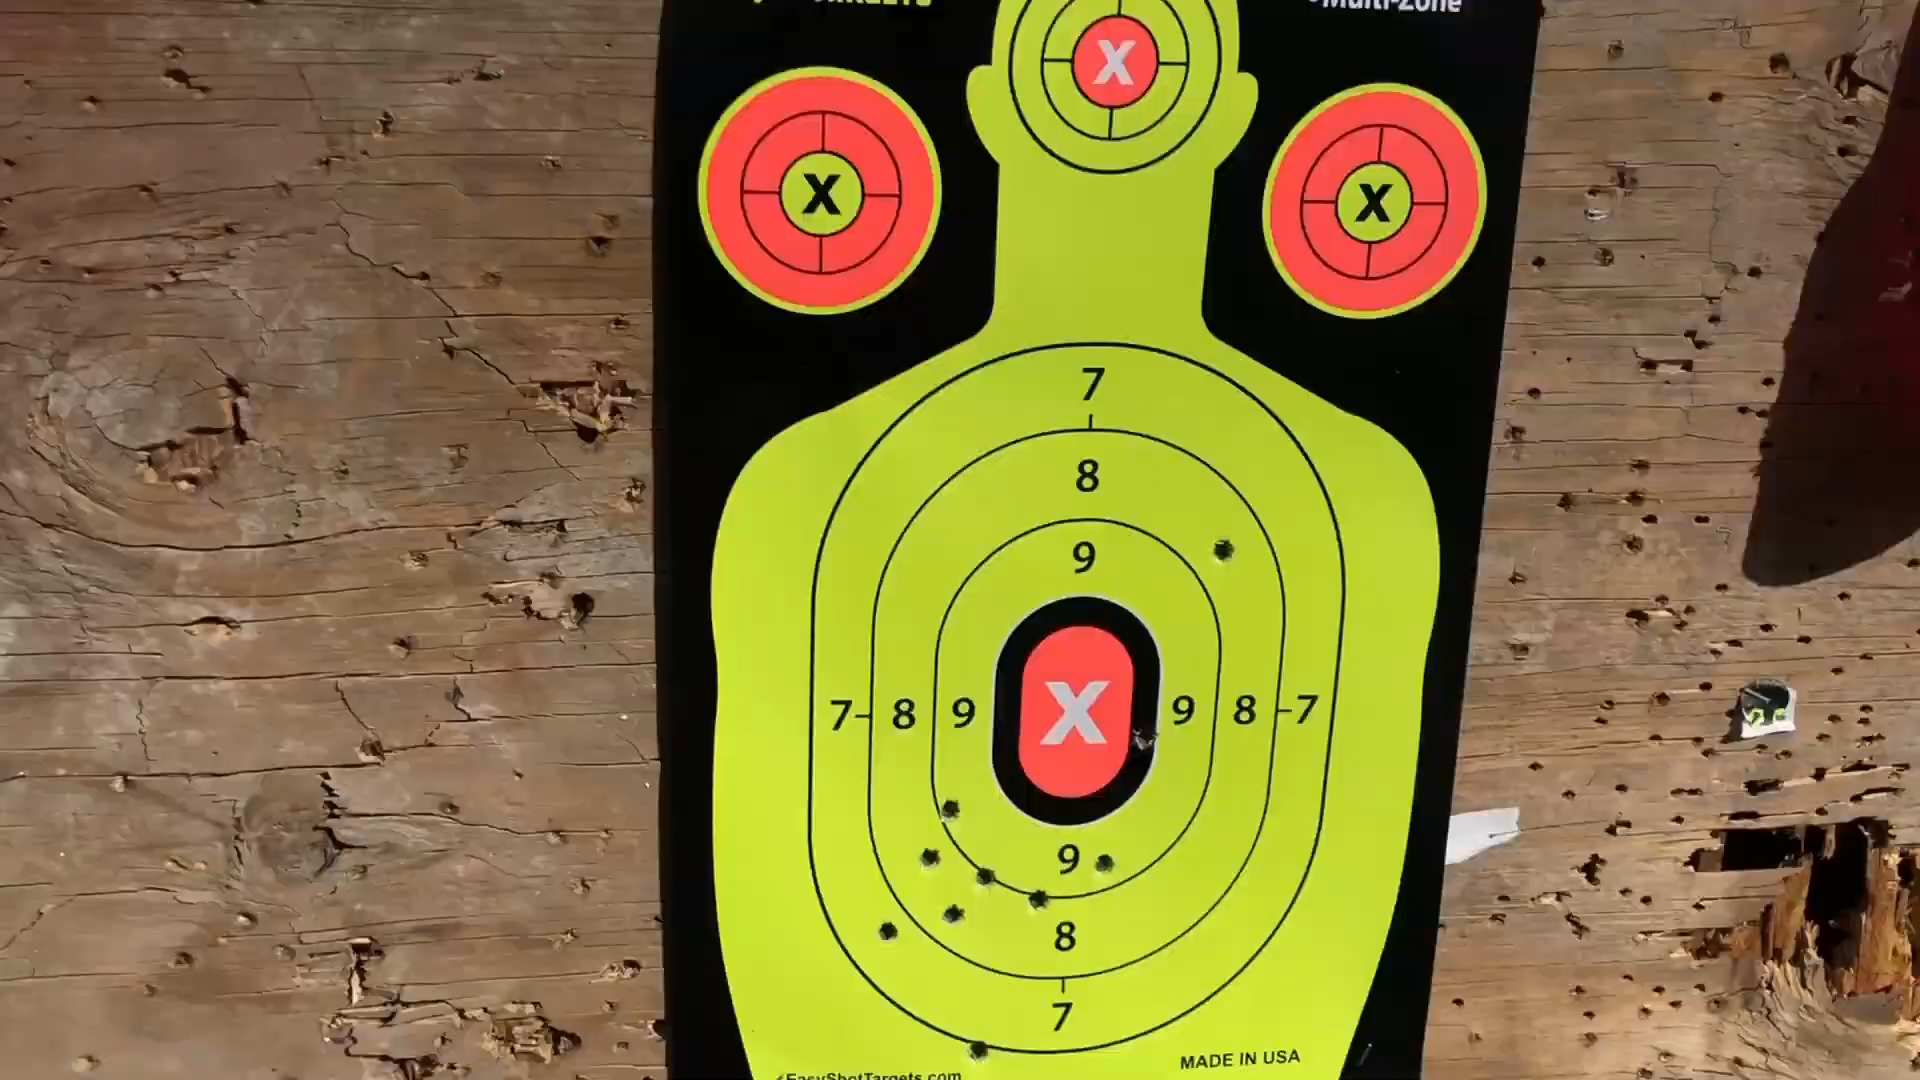 Multi-Zone
X
X
X
7
8
9
7 8 9 X 9 8 7
9
8
7
MADE IN USA
EasyShotTargets.com